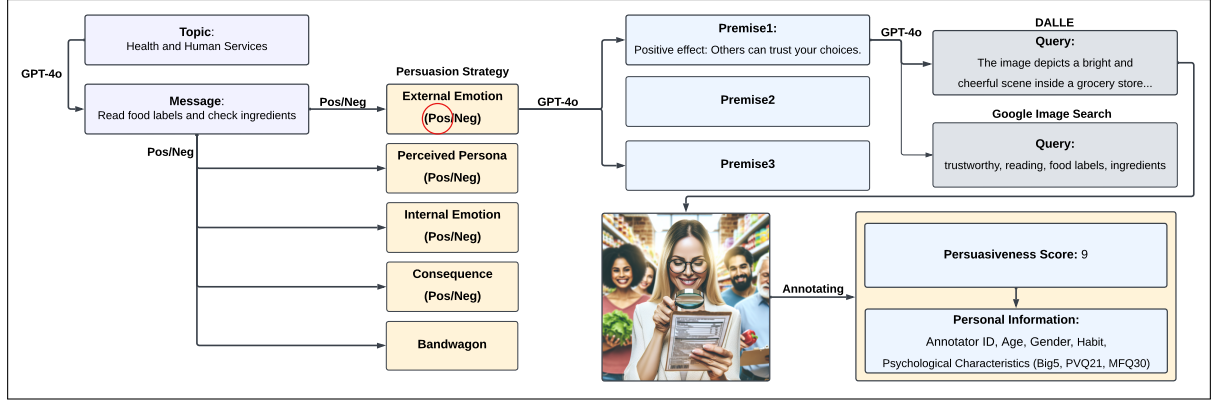 Topic:
Health and Human Services
GPT-4o
Message:
Read food labels and check ingredients
Pos/Neg
Pos/Neg
Persuasion Strategy
External Emotion
(Pos/Neg)
Perceived Persona
(Pos/Neg)
Internal Emotion
(Pos/Neg)
Consequence
(Pos/Neg)
Bandwagon
GPT-4o
Premise1:
Positive effect: Others can trust your choices.
Premise2
Premise3
GPT-4o
DALLE
Query:
The image depicts a bright and
cheerful scene inside a grocery store...
Google Image Search
Query:
trustworthy, reading, food labels, ingredients
Annotating
Persuasiveness Score: 9
Personal Information:
Annotator ID, Age, Gender, Habit,
Psychological Characteristics (Big5, PVQ21, MFQ30)